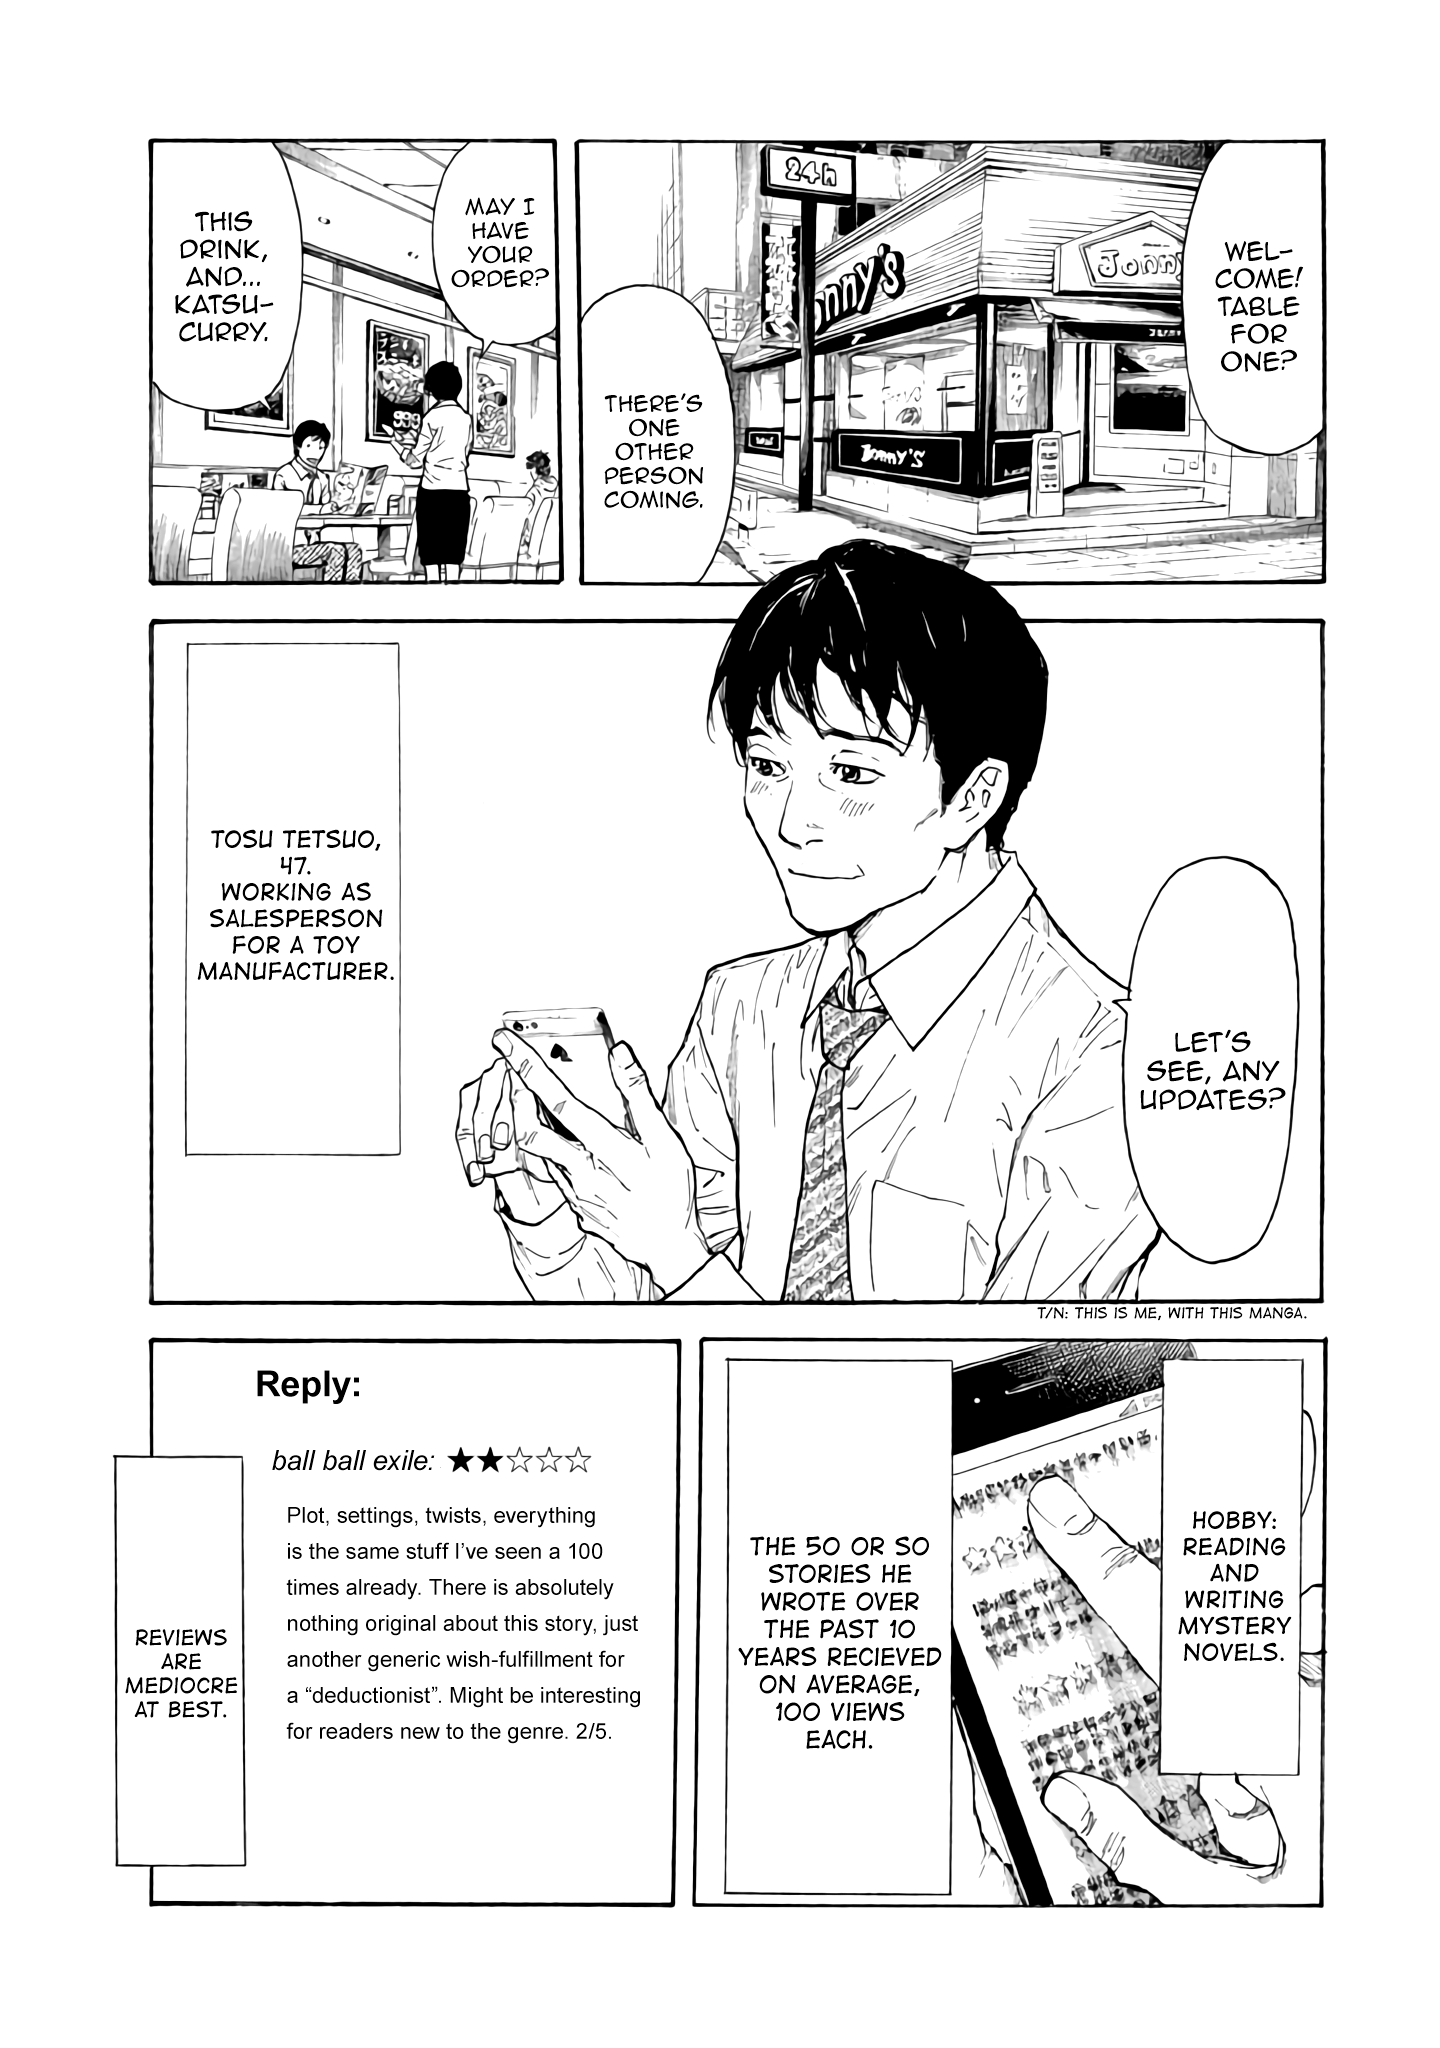 WEL-
COME!
TABLE
FOR
ONE?
24h
Jonny's
Jonny's
THERE'S
ONE
OTHER
PERSON
COMING.
MAY I
HAVE
YOUR
ORDER?
999
THIS
DRINK,
AND...
KATSU-
CURRY.
TOSU TETSUO,
47.
WORKING AS
SALESPERSON
FOR A TOY
MANUFACTURER.
LET'S
SEE, ANY
UPDATES?
T/N: THIS IS ME, WITH THIS MANGA.
HOBBY:
READING
AND
WRITING
MYSTERY
NOVELS.
THE 50 OR SO
STORIES HE
WROTE OVER
THE PAST 10
YEARS RECIEVED
ON AVERAGE,
100 VIEWS
EACH.
Reply:
ball ball exile: ★★☆☆☆
Plot, settings, twists, everything
is the same stuff I've seen a 100
times already. There is absolutely
nothing original about this story, just
another generic wish-fulfillment for
a “deductionist”. Might be interesting
for readers new to the genre. 2/5.
REVIEWS
ARE
MEDIOCRE
AT BEST.